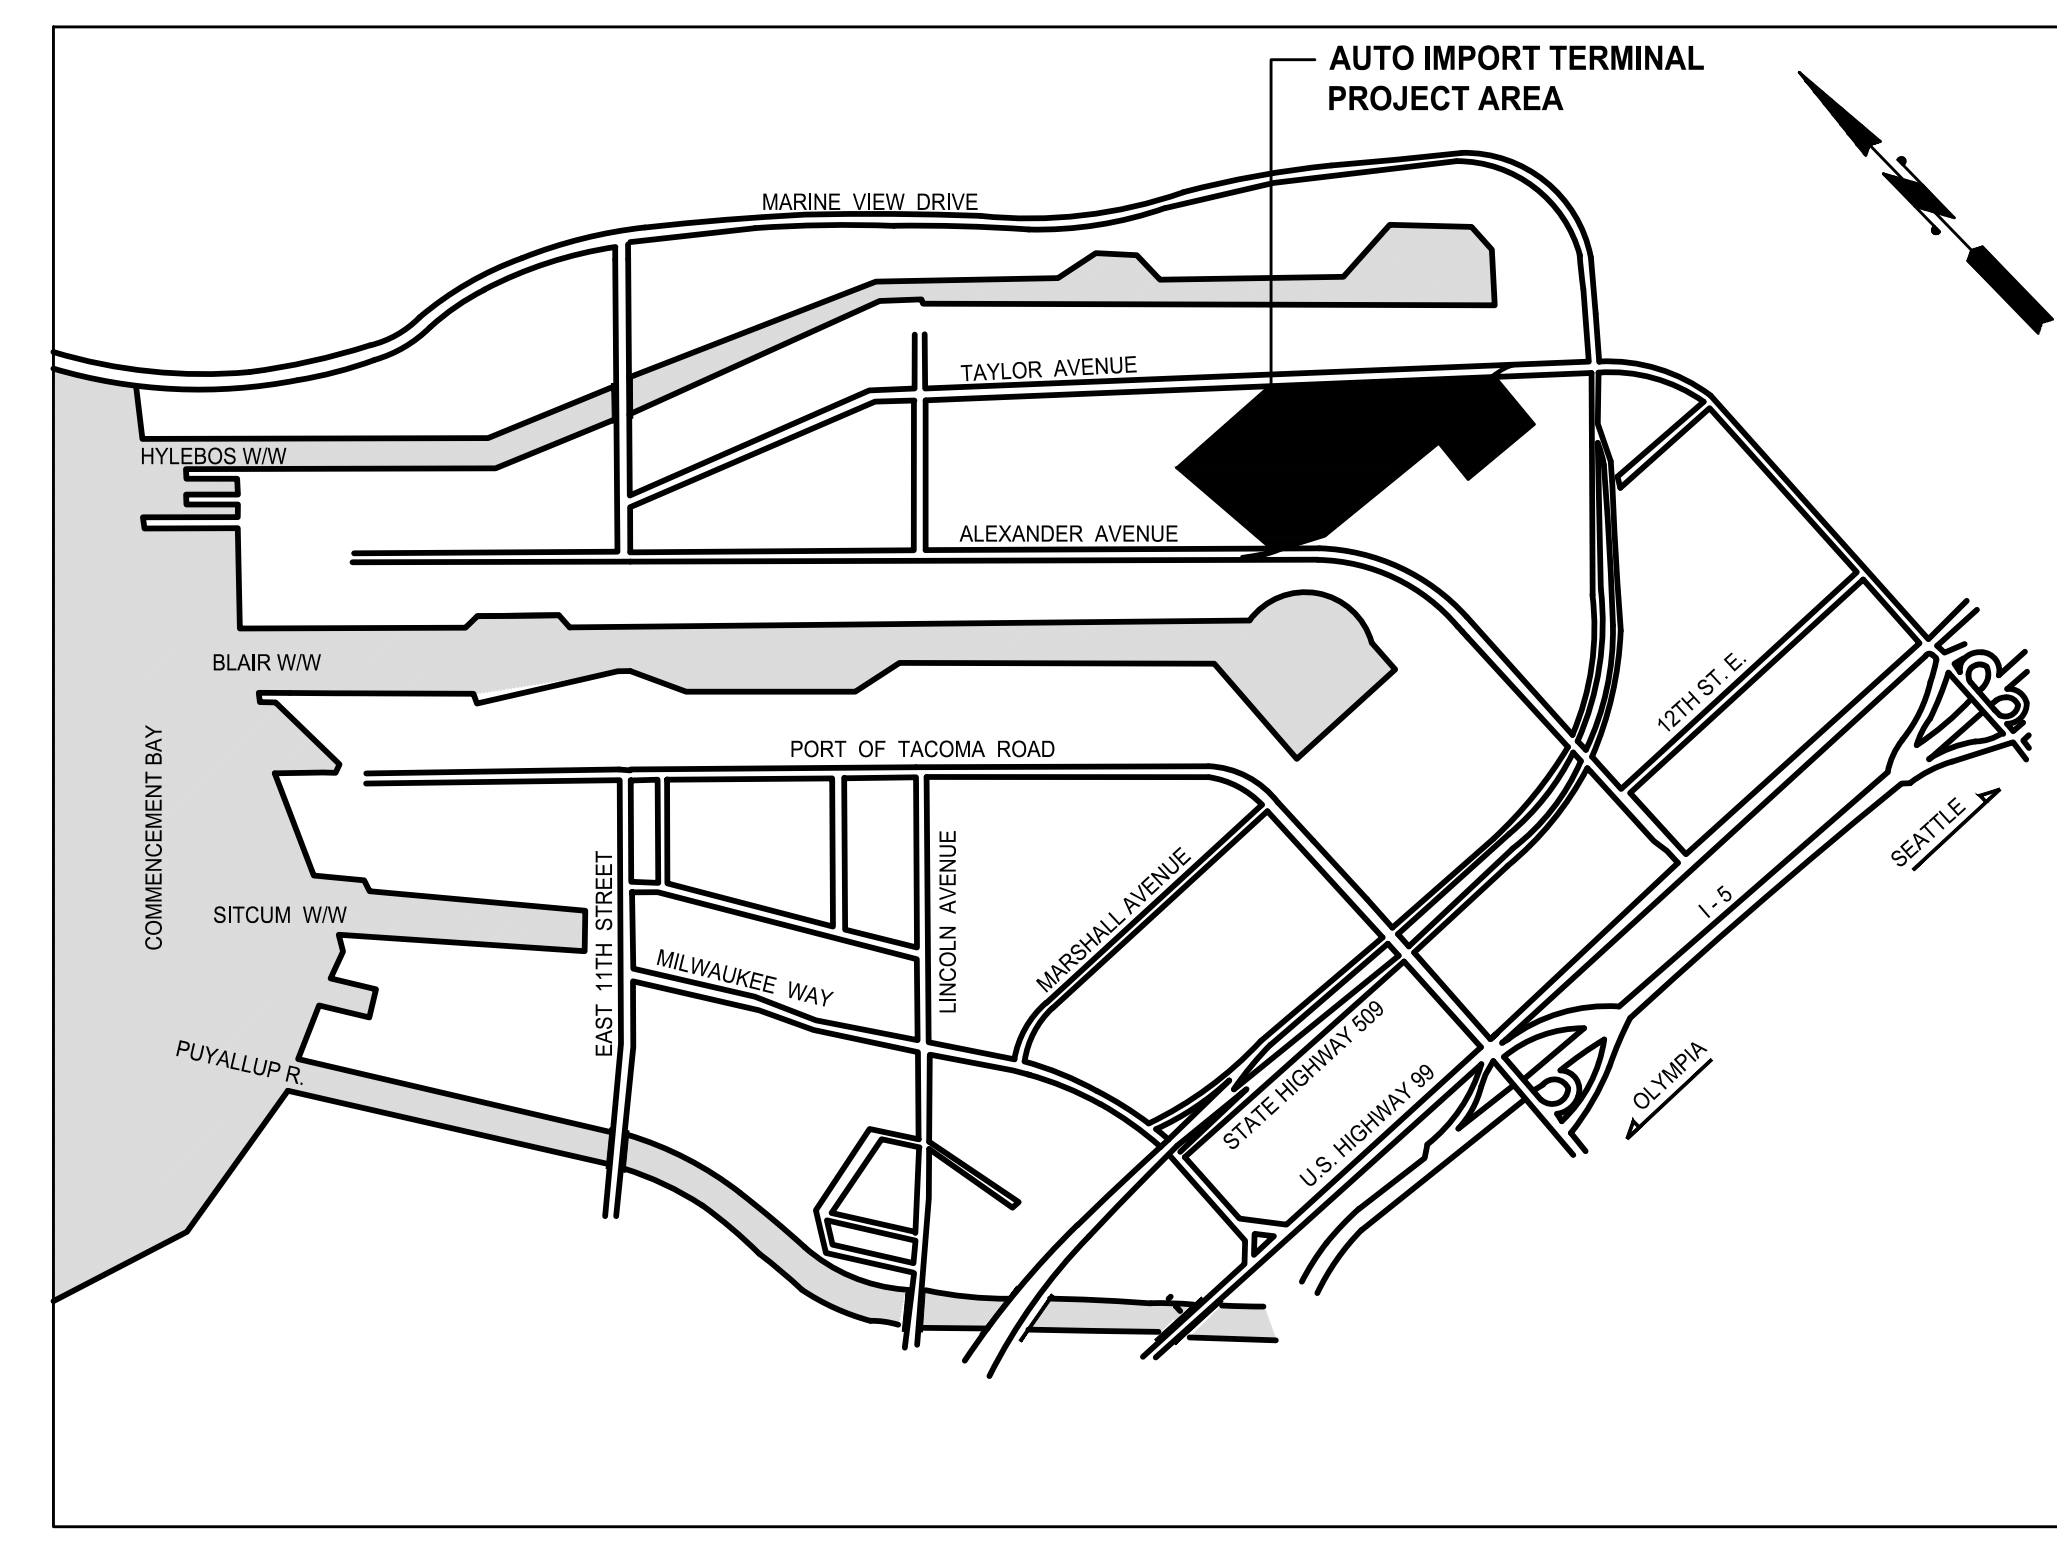 AUTO IMPORT TERMINAL
PROJECT AREA
MARINE VIEW DRIVE
TAYLOR AVENUE
HYLEBOS W/W
ALEXANDER AVENUE
BLAIR W/W
12TH ST. E.
COMMENCEMENT BAY
PORT OF TACOMA ROAD
SEATTLE
EAST 11TH STREET
LINCOLN AVENUE
MARSHALL AVENUE
I - 5
SITCUM W/W
MILWAUKEE WAY
STATE HIGHWAY 509
PUYALLUP R.
U.S. HIGHWAY 99
OLYMPIA